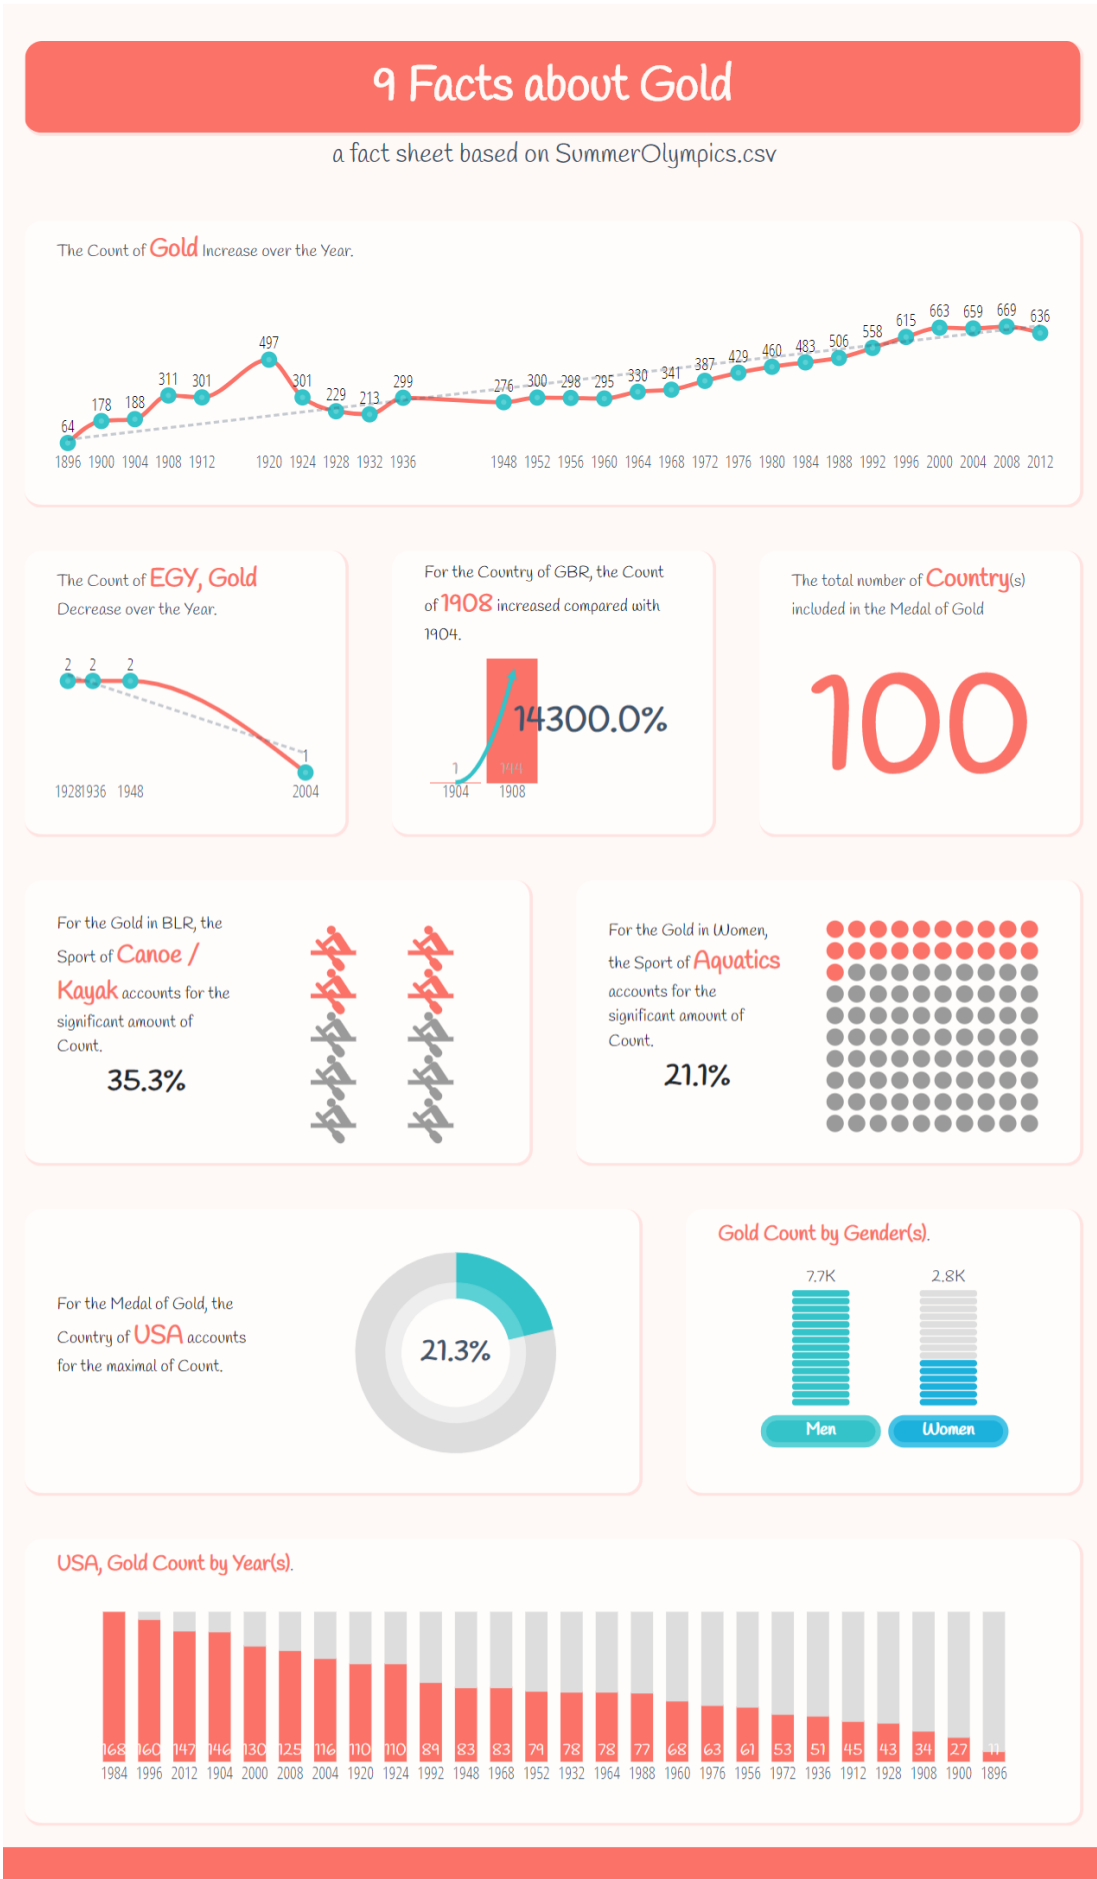 9 Facts about Gold
a fact sheet based on SummerOlympics.csv
The Count of Gold Increase over the Year.
64 178 188 311 301 497 301 229 213 299 276 300 298 295 330 341 387 429 460 483 506 558 615 663 659 669 636
1896 1900 1904 1908 1912 1920 1924 1928 1932 1936 1948 1952 1956 1960 1964 1968 1972 1976 1980 1984 1988 1992 1996 2000 2004 2008 2012
The Count of EGY, Gold
Decrease over the Year.
2 2 2 1
1928 1936 1948 2004
For the Country of GBR, the Count
of 1908 increased compared with
1904.
14300.0%
1 144
1904 1908
The total number of Country(s)
included in the Medal of Gold
100
For the Gold in BLR, the
Sport of Canoe /
Kayak accounts for the
significant amount of
Count.
35.3%
For the Gold in Women,
the Sport of Aquatics
accounts for the
significant amount of
Count.
21.1%
For the Medal of Gold, the
Country of USA accounts
for the maximal of Count.
21.3%
Gold Count by Gender(s).
7.7K 2.8K
Men Women
USA, Gold Count by Year(s).
168 160 147 146 130 125 116 110 110 89 83 83 79 78 78 77 68 63 61 53 51 45 43 34 27 11
1984 1996 2012 1904 2000 2008 2004 1920 1924 1992 1948 1968 1952 1932 1964 1988 1960 1976 1956 1972 1936 1912 1928 1908 1900 1896